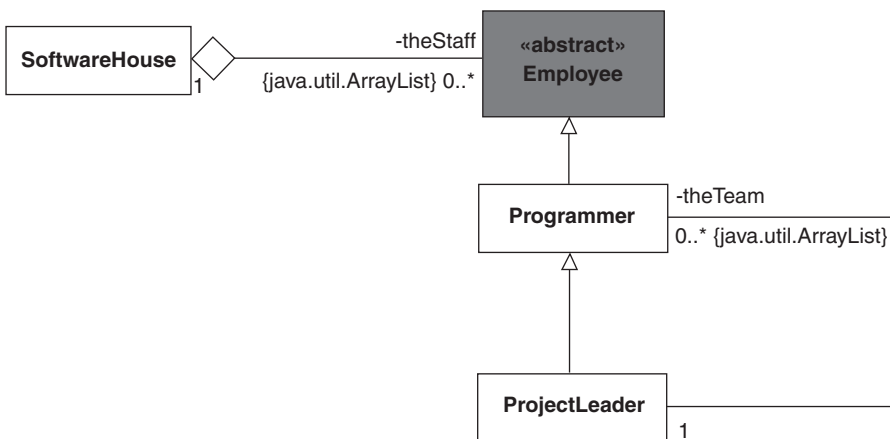 -theStaff
«abstract»
Employee
SoftwareHouse
1
{java.util.ArrayList} 0..*
Programmer
-theTeam
0..* {java.util.ArrayList}
ProjectLeader
1